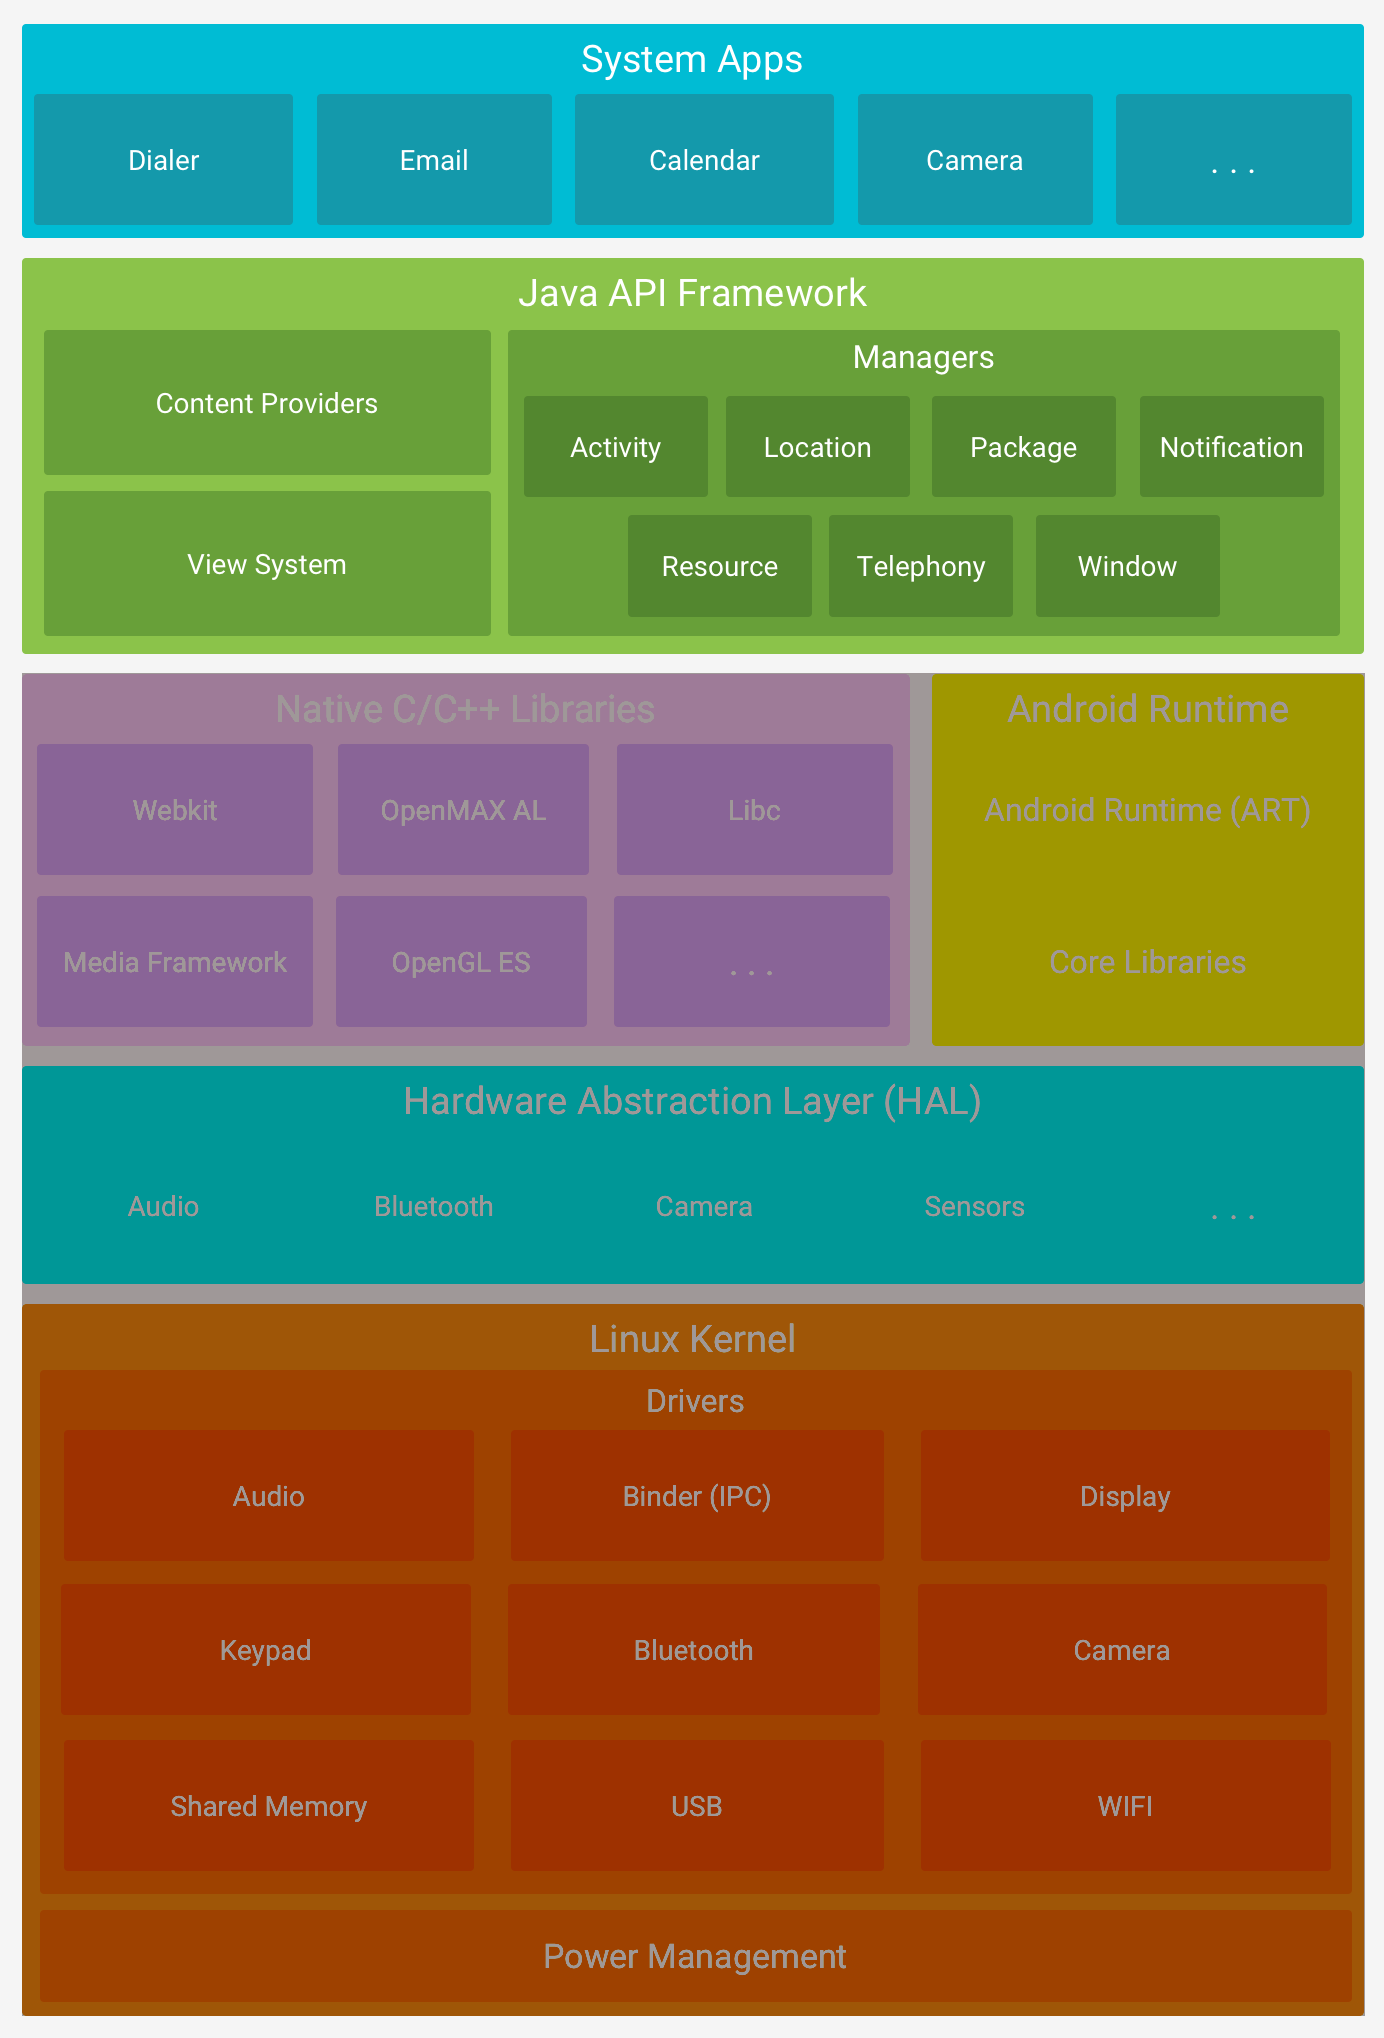 System Apps
Dialer
Email
Calendar
Camera
. . .
Java API Framework
Content Providers
View System
Managers
Activity
Location
Package
Notification
Resource
Telephony
Window
Native C/C++ Libraries
Webkit
OpenMAX AL
Libc
Media Framework
OpenGL ES
. . .
Android Runtime
Android Runtime (ART)
Core Libraries
Hardware Abstraction Layer (HAL)
Audio
Bluetooth
Camera
Sensors
. . .
Linux Kernel
Drivers
Audio
Binder (IPC)
Display
Keypad
Bluetooth
Camera
Shared Memory
USB
WIFI
Power Management